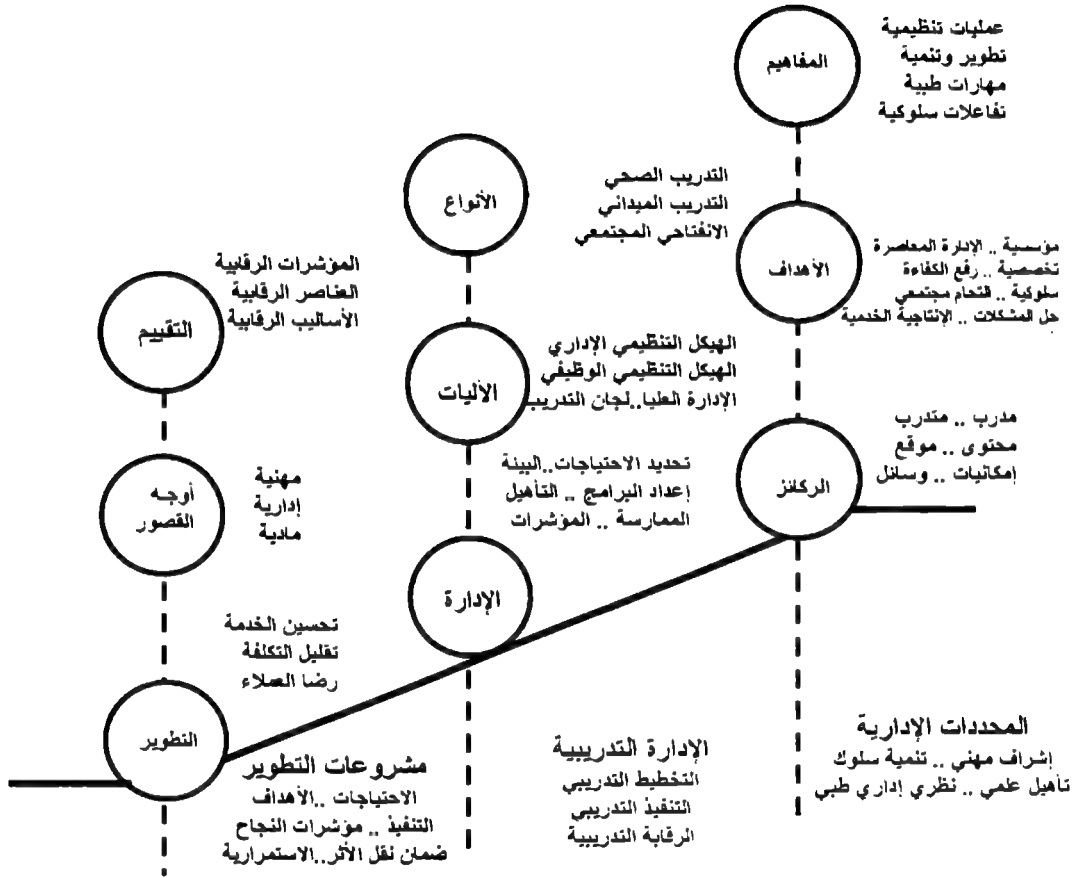 المفاهيم
عمليات تنظيمية
تطوير وتنمية
مهارات طبية
تفاعلات سلوكية
الأهداف
مؤسسية .. الإدارة المعاصرة
تخصصية .. رفع الكفاءة
سلوكية .. التحام مجتمعي
حل المشكلات .. الإنتاجية الخدمية
الركائز
مدرب .. متدرب
محتوى .. موقع
إمكانيات .. وسائل
المحددات الإدارية
إشراف مهني .. تنمية سلوك
تأهيل علمي .. نظري إداري طبي
الأنواع
التدريب الصحي
التدريب الميداني
الانفتاحي المجتمعي
الأليات
الهيكل التنظيمي الإداري
الهيكل التنظيمي الوظيفي
الإدارة العليا..لجان التدريب
الإدارة
تحديد الاحتياجات..البيئة
إعداد البرامج .. التأهيل
الممارسة .. المؤشرات
الإدارة التدريبية
التخطيط التدريبي
التنفيذ التدريبي
الرقابة التدريبية
التقييم
المؤشرات الرقابية
العناصر الرقابية
الأساليب الرقابية
أوجه
القصور
مهنية
إدارية
مادية
التطوير
تحسين الخدمة
تقليل التكلفة
رضا العملاء
مشروعات التطوير
الاحتياجات ..الأهداف
التنفيذ .. مؤشرات النجاح
ضمان نقل الأثر..الاستمرارية